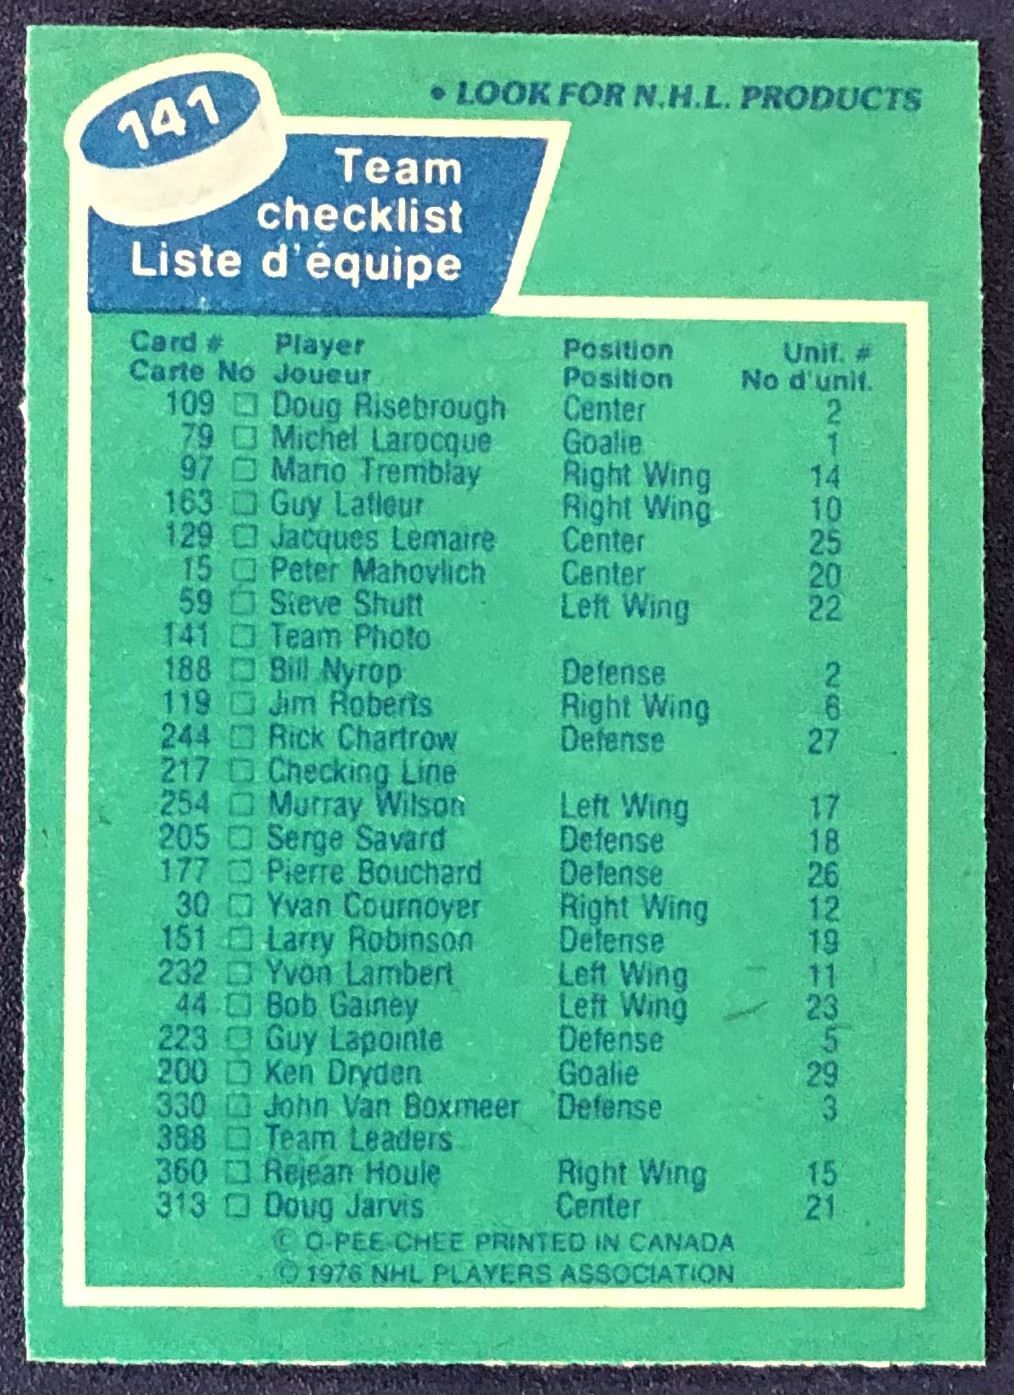 141
• LOOK FOR N.H.L. PRODUCTS
Team
checklist
Liste d'équipe
Card # Player Position Unif. #
Carte No Joueur Position No d'unif.
109 Doug Risebrough Center 2
79 Michel Larocque Goalie 1
97 Mario Tremblay Right Wing 14
163 Guy Lafleur Right Wing 10
129 Jacques Lemaire Center 25
15 Peter Mahovlich Center 20
59 Steve Shutt Left Wing 22
141 Team Photo
188 Bill Nyrop Defense 2
119 Jim Roberts Right Wing 6
244 Rick Chartrow Defense 27
217 Checking Line
254 Murray Wilson Left Wing 17
205 Serge Savard Defense 18
177 Pierre Bouchard Defense 26
30 Yvan Cournoyer Right Wing 12
151 Larry Robinson Defense 19
232 Yvon Lambert Left Wing 11
44 Bob Gainey Left Wing 23
223 Guy Lapointe Defense 5
200 Ken Dryden Goalie 29
330 John Van Boxmeer Defense 3
388 Team Leaders
360 Rejean Houle Right Wing 15
313 Doug Jarvis Center 21
© O-PEE-CHEE PRINTED IN CANADA
© 1976 NHL PLAYERS ASSOCIATION